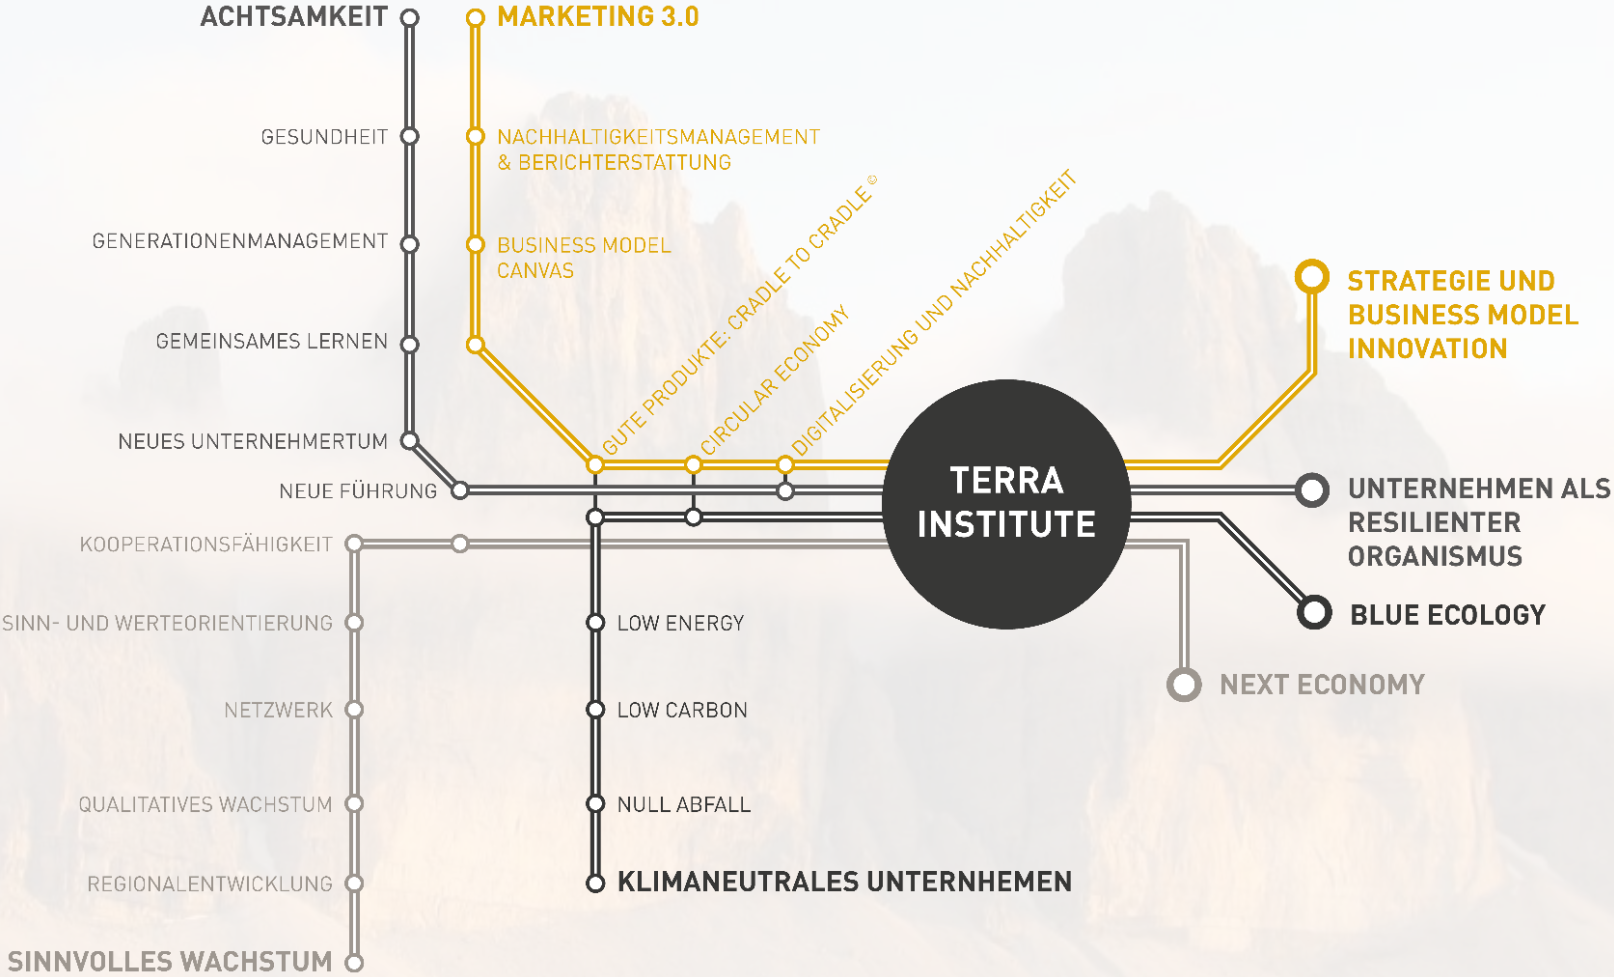 ACHTSAMKEIT
GESUNDHEIT
GENERATIONENMANAGEMENT
GEMEINSAMES LERNEN
NEUES UNTERNEHMERTUM
NEUE FÜHRUNG
KOOPERATIONSFÄHIGKEIT
SINN- UND WERTEORIENTIERUNG
NETZWERK
QUALITATIVES WACHSTUM
REGIONALENTWICKLUNG
SINNVOLLES WACHSTUM
MARKETING 3.0
NACHHALTIGKEITSMANAGEMENT
& BERICHTERSTATTUNG
BUSINESS MODEL
CANVAS
GUTE PRODUKTE: CRADLE TO CRADLE ©
CIRCULAR ECONOMY
DIGITALISIERUNG UND NACHHALTIGKEIT
LOW ENERGY
LOW CARBON
NULL ABFALL
KLIMANEUTRALES UNTERNHEMEN
TERRA
INSTITUTE
STRATEGIE UND
BUSINESS MODEL
INNOVATION
UNTERNEHMEN ALS
RESILIENTER
ORGANISMUS
BLUE ECOLOGY
NEXT ECONOMY